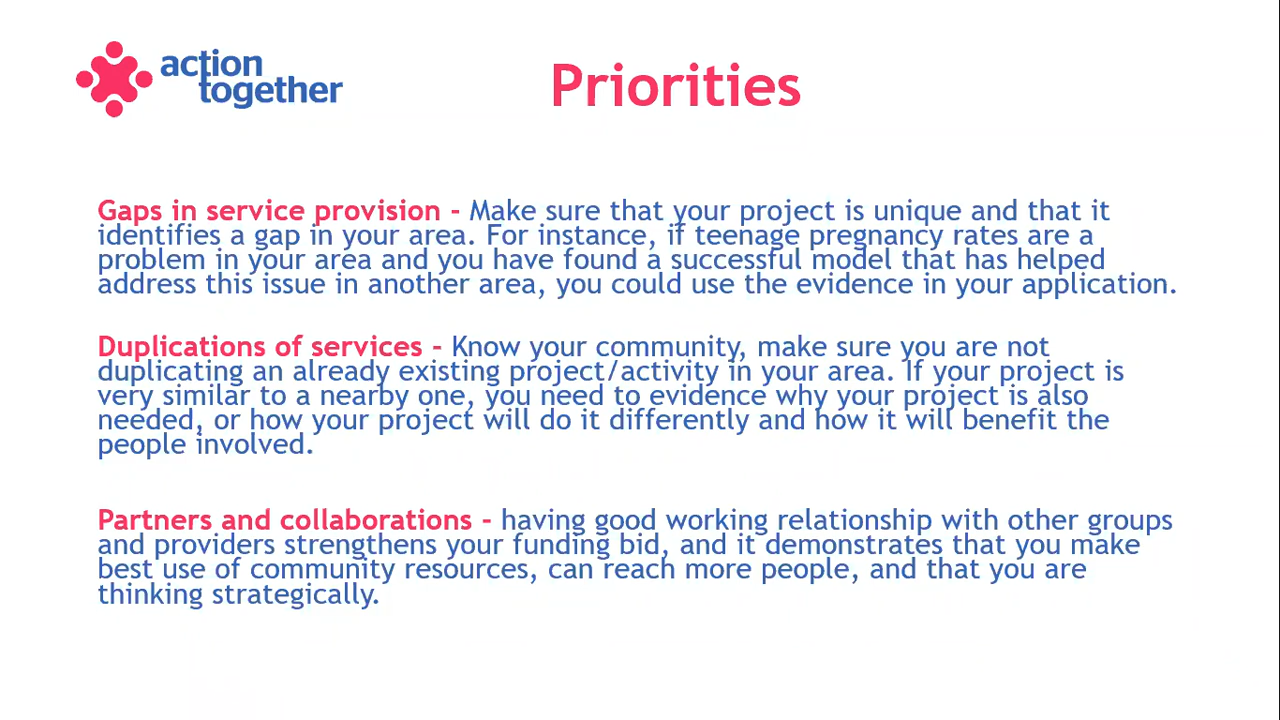 action
together
Priorities
Gaps in service provision - Make sure that your project is unique and that it
identifies a gap in your area. For instance, if teenage pregnancy rates are a
problem in your area and you have found a successful model that has helped
address this issue in another area, you could use the evidence in your application.
Duplications of services - Know your community, make sure you are not
duplicating an already existing project/activity in your area. If your project is
very similar to a nearby one, you need to evidence why your project is also
needed, or how your project will do it differently and how it will benefit the
people involved.
Partners and collaborations - having good working relationship with other groups
and providers strengthens your funding bid, and it demonstrates that you make
best use of community resources, can reach more people, and that you are
thinking strategically.